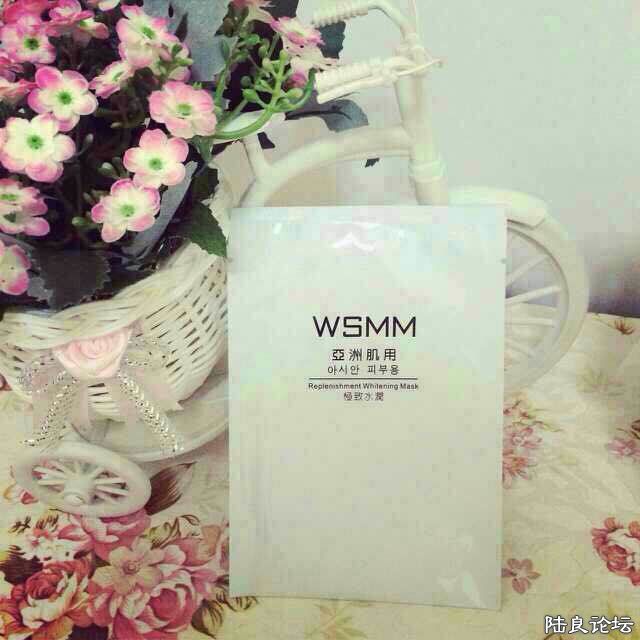 WSMM
亞洲肌用
아시안 피부용
Replenishment Whitening Mask
極致水潤
陆良论坛